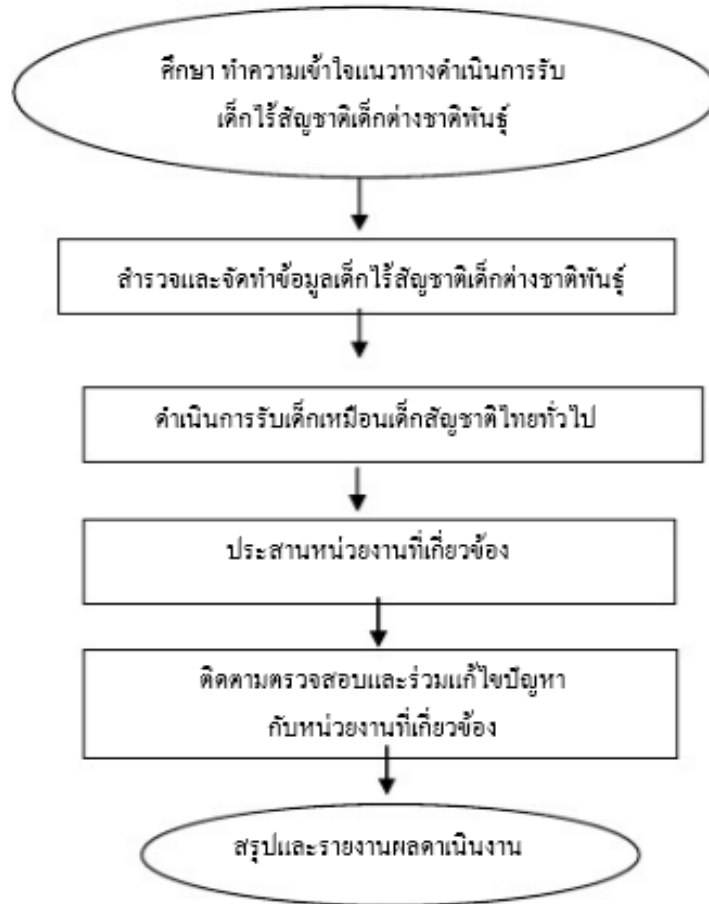 ศึกษา ทำความเข้าใจแนวทางดำเนินการรับ
เด็กไร้สัญชาติเด็กต่างชาติพันธุ์
สำรวจและจัดทำข้อมูลเด็กไร้สัญชาติเด็กต่างชาติพันธุ์
ดำเนินการรับเด็กเหมือนเด็กสัญชาติไทยทั่วไป
ประสานหน่วยงานที่เกี่ยวข้อง
ติดตามตรวจสอบและร่วมแก้ไขปัญหา
กับหน่วยงานที่เกี่ยวข้อง
สรุปและรายงานผลดาเนินงาน